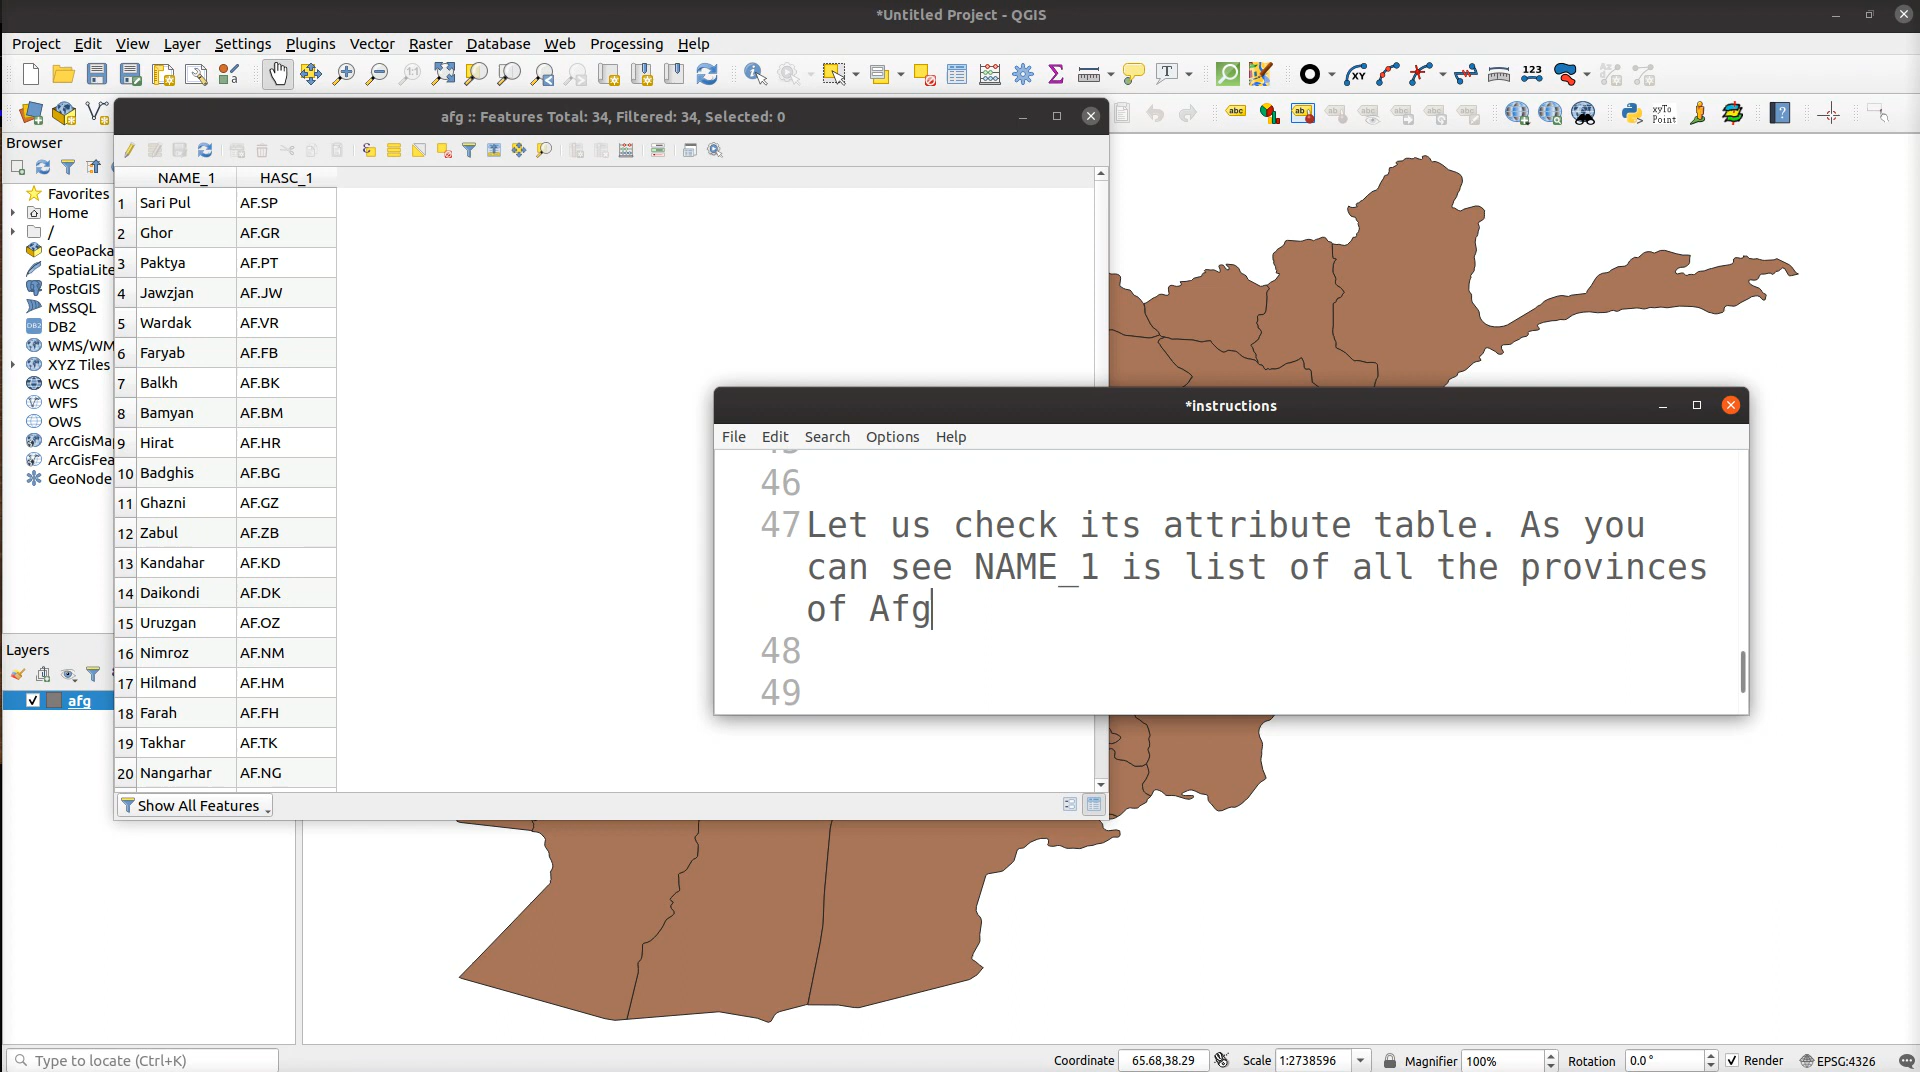 *Untitled Project - QGIS
Project Edit View Layer Settings Plugins Vector Raster Database Web Processing Help
afg :: Features Total: 34, Filtered: 34, Selected: 0
Browser
Favorites
Home
/
GeoPacka
SpatiaLite
PostGIS
MSSQL
DB2
WMS/WM
XYZ Tiles
WCS
WFS
OWS
ArcGisMa
ArcGisFea
GeoNode
Layers
afg
NAME_1 HASC_1
1 Sari Pul AF.SP
2 Ghor AF.GR
3 Paktya AF.PT
4 Jawzjan AF.JW
5 Wardak AF.VR
6 Faryab AF.FB
7 Balkh AF.BK
8 Bamyan AF.BM
9 Hirat AF.HR
10 Badghis AF.BG
11 Ghazni AF.GZ
12 Zabul AF.ZB
13 Kandahar AF.KD
14 Daikondi AF.DK
15 Uruzgan AF.OZ
16 Nimroz AF.NM
17 Hilmand AF.HM
18 Farah AF.FH
19 Takhar AF.TK
20 Nangarhar AF.NG
Show All Features
*instructions
File Edit Search Options Help
46
47 Let us check its attribute table. As you
can see NAME_1 is list of all the provinces
of Afg
48
49
Type to locate (Ctrl+K)
Coordinate 65.68,38.29 Scale 1:2738596 Magnifier 100% Rotation 0.0° Render EPSG:4326